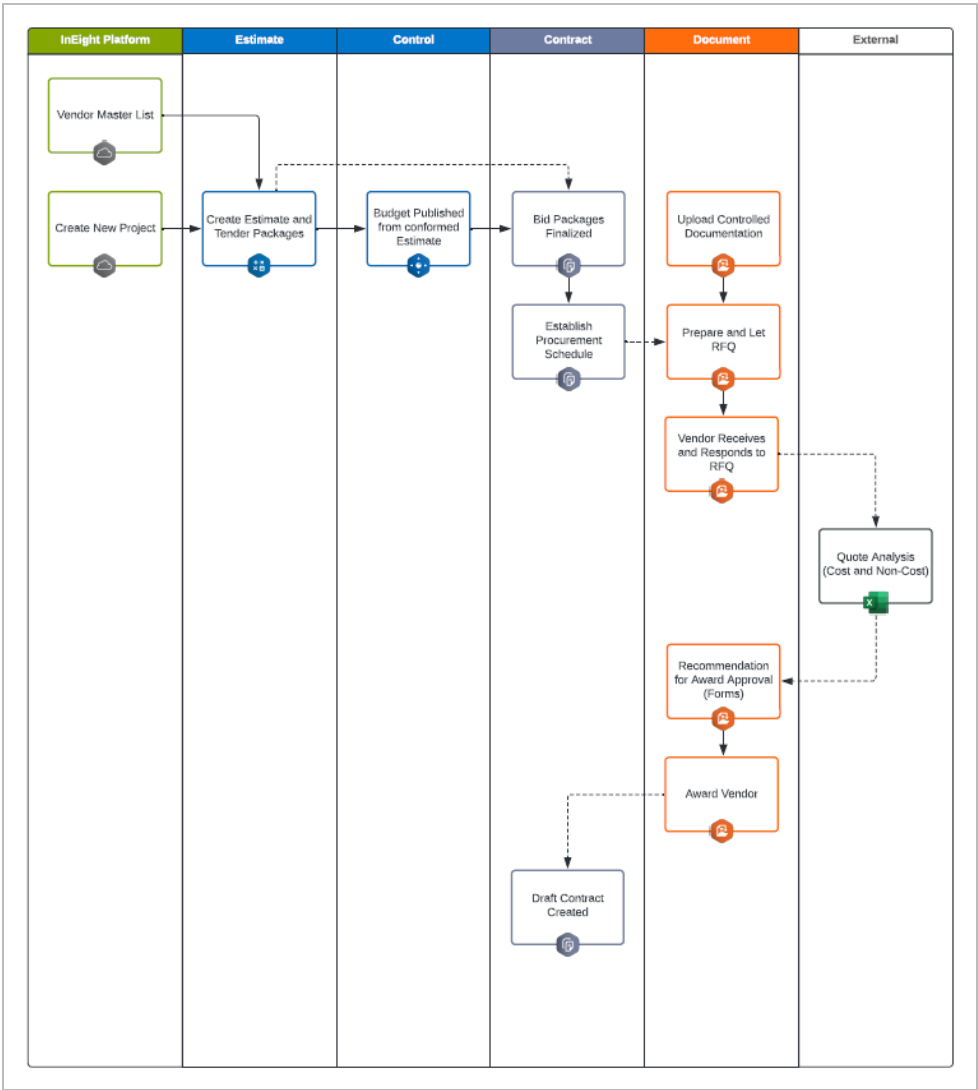 InEight Platform
Estimate
Control
Contract
Document
External
Vendor Master List
Create New Project
Create Estimate and
Tender Packages
Budget Published
from conformed
Estimate
Bid Packages
Finalized
Upload Controlled
Documentation
Establish
Procurement
Schedule
Prepare and Let
RFQ
Vendor Receives
and Responds to
RFQ
Quote Analysis
(Cost and Non-Cost)
Recommendation
for Award Approval
(Forms)
Award Vendor
Draft Contract
Created